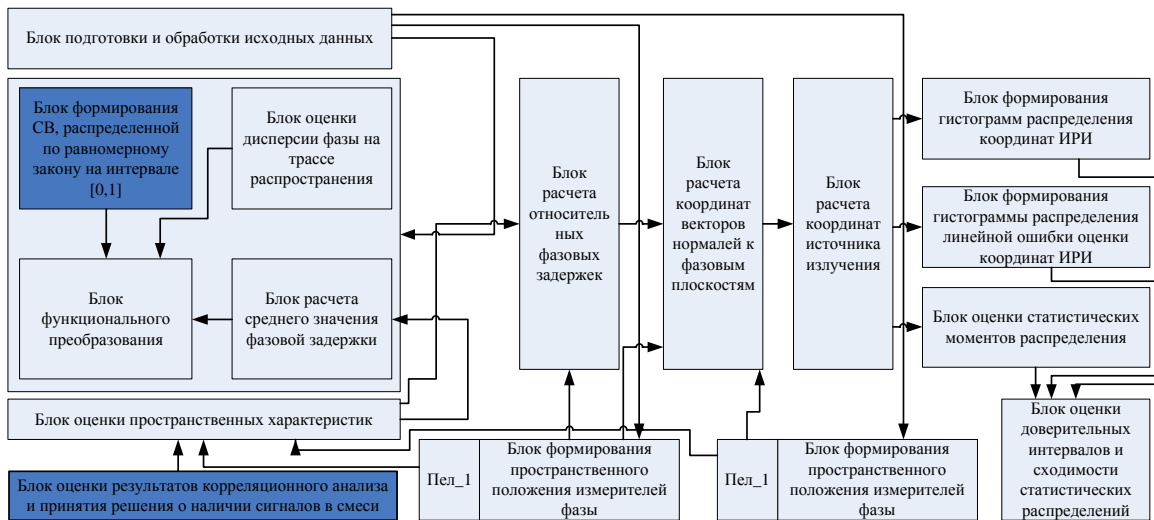 Блок подготовки и обработки исходных данных
Блок формирования
СВ, распределенной
по равномерному
закону на интервале
[0,1]
Блок оценки
дисперсии фазы на
трассе
распространения
Блок
функционального
преобразования
Блок расчета
среднего значения
фазовой задержки
Блок оценки пространственных характеристик
Блок оценки результатов корреляционного анализа
и принятия решения о наличии сигналов в смеси
Блок
расчета
относитель
ных
фазовых
задержек
Блок
расчета
координат
векторов
нормалей к
фазовым
плоскостям
Блок
расчета
координат
источника
излучения
Блок формирования
гистограмм распределения
координат ИРИ
Блок формирования
гистограммы распределения
линейной ошибки оценки
координат ИРИ
Блок оценки статистических
моментов распределения
Пел_1
Блок формирования
пространственного
положения измерителей
фазы
Пел_1
Блок формирования
пространственного
положения измерителей
фазы
Блок оценки
доверительных
интервалов и
сходимости
статистических
распределений